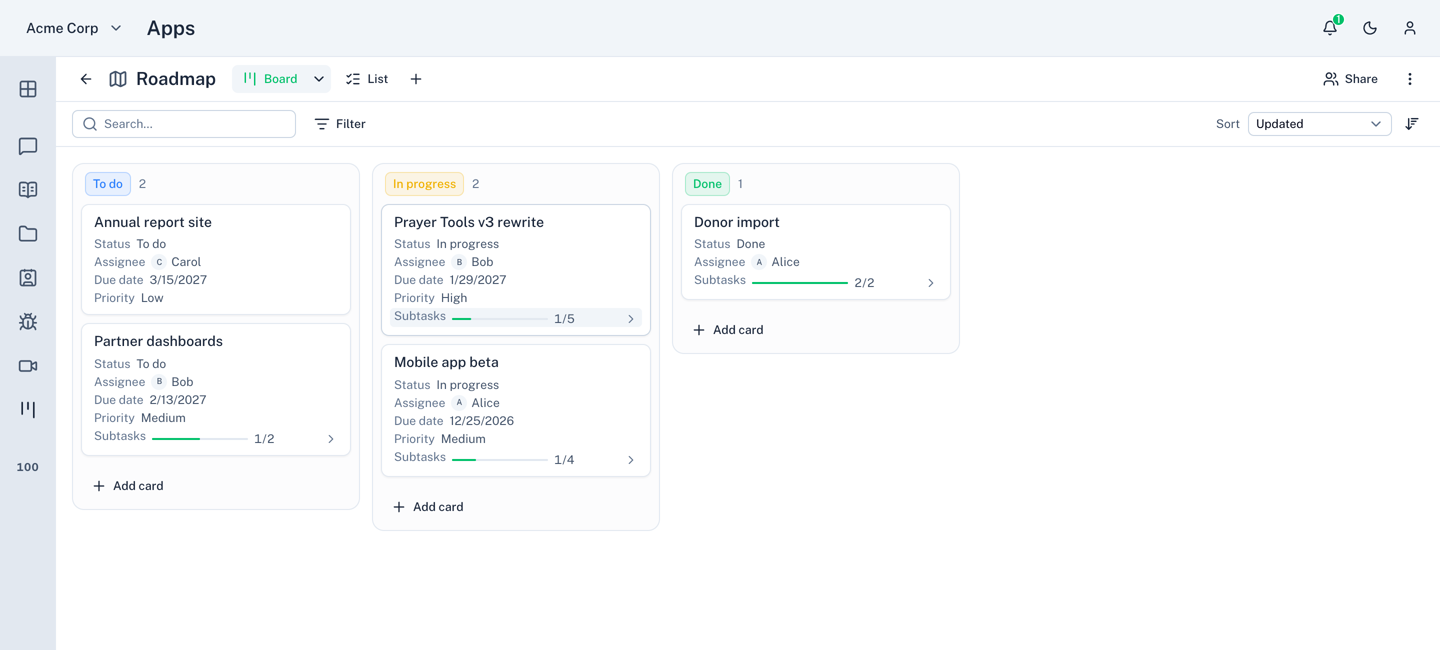 Acme Corp
Apps
1
Roadmap
Board
List
Share
Search...
Filter
Sort
Updated
To do 2
Annual report site
Status To do
Assignee C Carol
Due date 3/15/2027
Priority Low
Partner dashboards
Status To do
Assignee B Bob
Due date 2/13/2027
Priority Medium
Subtasks 1/2
Add card
In progress 2
Prayer Tools v3 rewrite
Status In progress
Assignee B Bob
Due date 1/29/2027
Priority High
Subtasks 1/5
Mobile app beta
Status In progress
Assignee A Alice
Due date 12/25/2026
Priority Medium
Subtasks 1/4
Add card
Done 1
Donor import
Status Done
Assignee A Alice
Subtasks 2/2
Add card
100